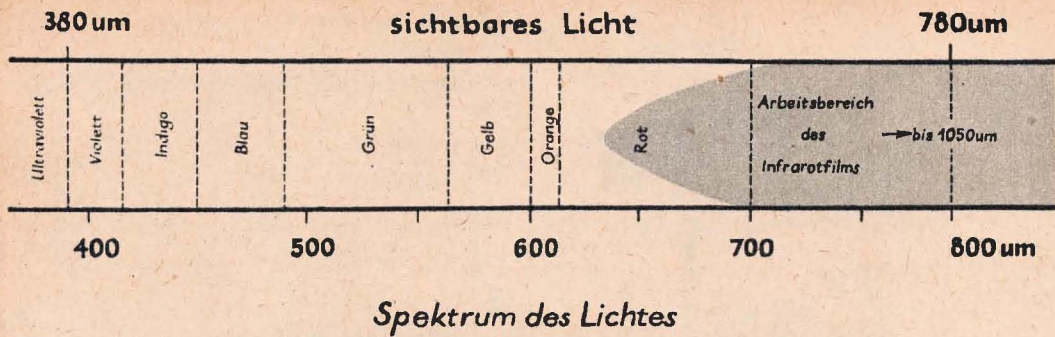 380 um sichtbares Licht 780um
Ultraviolett Violett Indigo Blau Grün Gelb Orange Rot
Arbeitsbereich
des → bis 1050um
Infrarotfilms
400 500 600 700 800 um
Spektrum des Lichtes